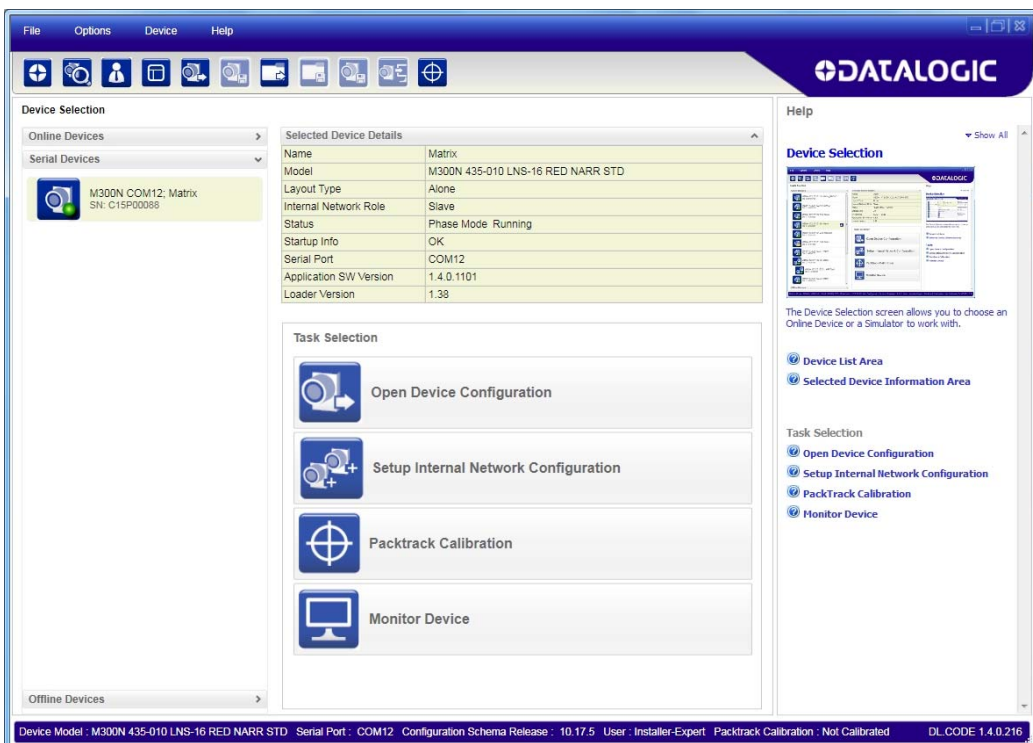 File Options Device Help
DATALOGIC
Device Selection
Online Devices
Serial Devices
M300N COM12; Matrix
SN: C15P00088
Offline Devices
Selected Device Details
Name Matrix
Model M300N 435-010 LNS-16 RED NARR STD
Layout Type Alone
Internal Network Role Slave
Status Phase Mode Running
Startup Info OK
Serial Port COM12
Application SW Version 1.4.0.1101
Loader Version 1.38
Task Selection
Open Device Configuration
Setup Internal Network Configuration
Packtrack Calibration
Monitor Device
Help
Show All
Device Selection
The Device Selection screen allows you to choose an
Online Device or a Simulator to work with.
Device List Area
Selected Device Information Area
Task Selection
Open Device Configuration
Setup Internal Network Configuration
PackTrack Calibration
Monitor Device
Device Model : M300N 435-010 LNS-16 RED NARR STD Serial Port : COM12 Configuration Schema Release : 10.17.5 User : Installer-Expert Packtrack Calibration : Not Calibrated DL.CODE 1.4.0.216